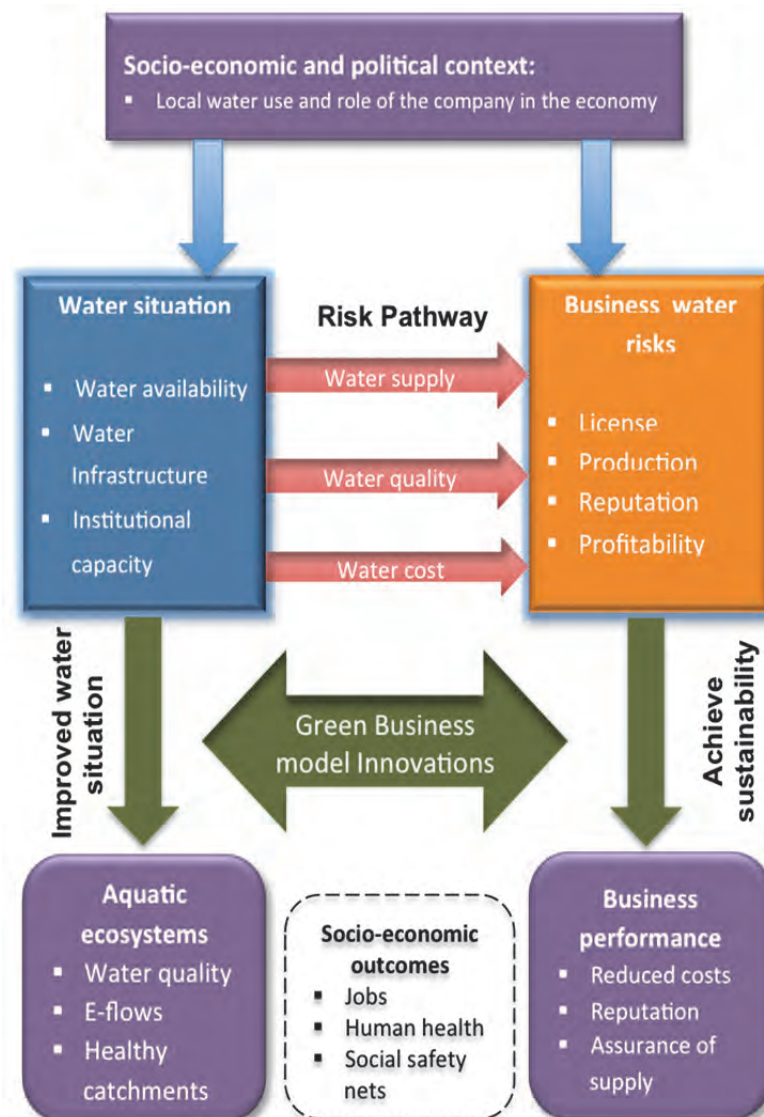 Socio-economic and political context:
▪ Local water use and role of the company in the economy
Water situation
▪ Water availability
▪ Water
Infrastructure
▪ Institutional
capacity
Risk Pathway
Water supply
Water quality
Water cost
Business water
risks
▪ License
▪ Production
▪ Reputation
▪ Profitability
Improved water
situation
Green Business
model Innovations
Achieve
sustainability
Aquatic
ecosystems
▪ Water quality
▪ E-flows
▪ Healthy
catchments
Socio-economic
outcomes
▪ Jobs
▪ Human health
▪ Social safety
nets
Business
performance
▪ Reduced costs
▪ Reputation
▪ Assurance of
supply